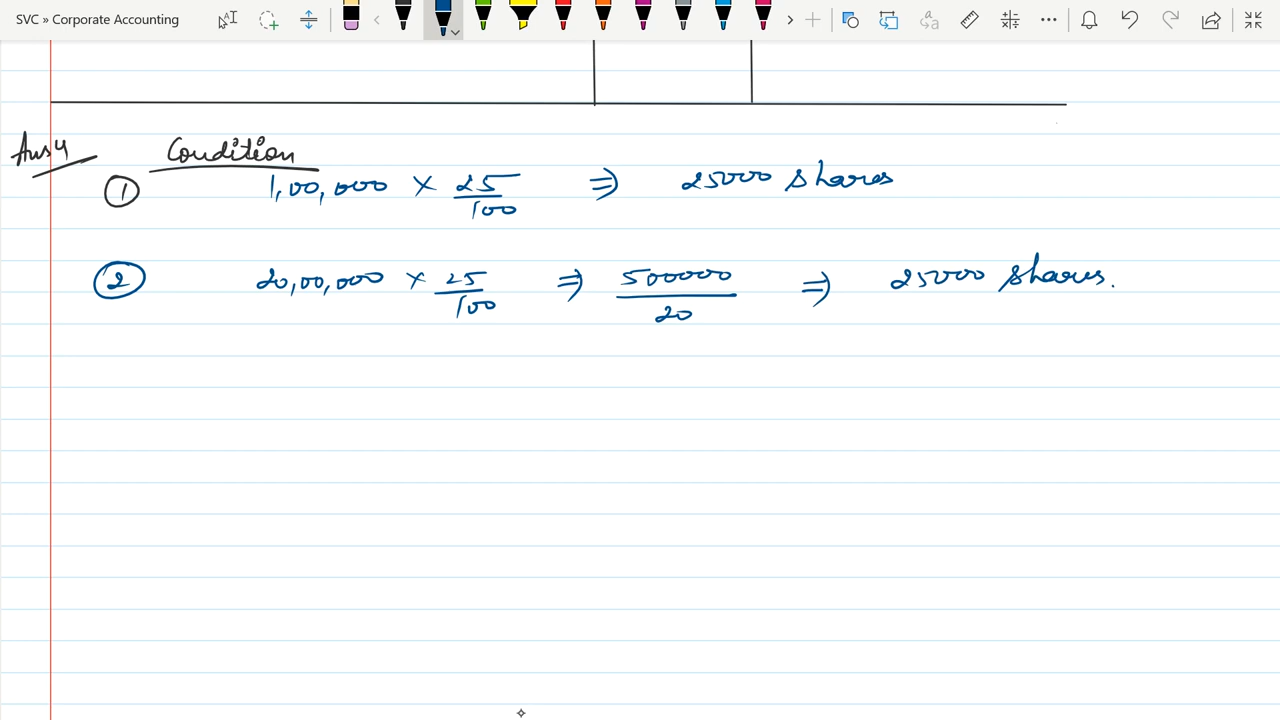 SVC » Corporate Accounting
Ans 4 Condition
① 1,00,000 × 25/100 ⇒ 25000 shares
② 20,00,000 × 25/100 ⇒ 500000/20 ⇒ 25000 shares.